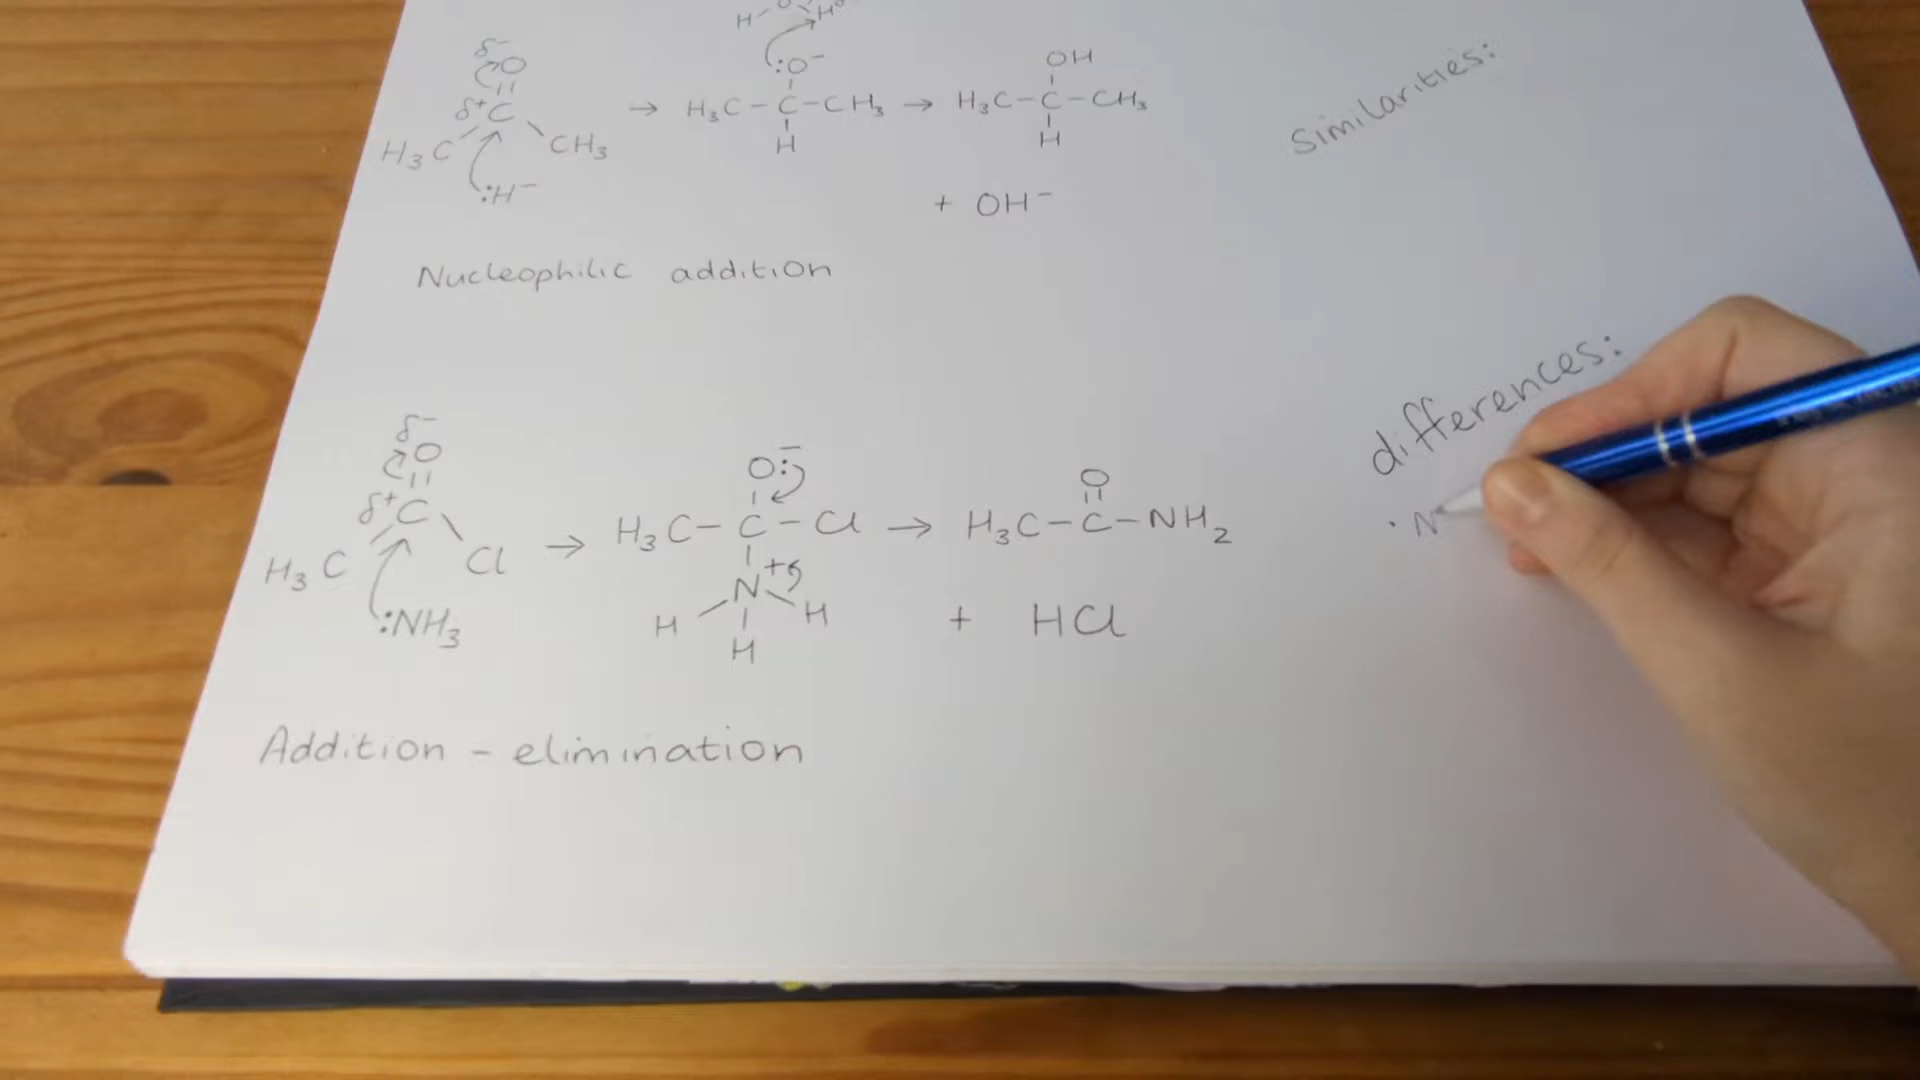 H - O - H δ+
δ-
O :O- OH
δ+ C → H3C - C - CH3 → H3C - C - CH3
H3C CH3 H H
:H-
+ OH-
Nucleophilic addition
Similarities:
differences:
· N
δ-
O O:- O
δ+ C → H3C - C - Cl → H3C - C - NH2
H3C Cl N+
:NH3 H H H + HCl
Addition - elimination